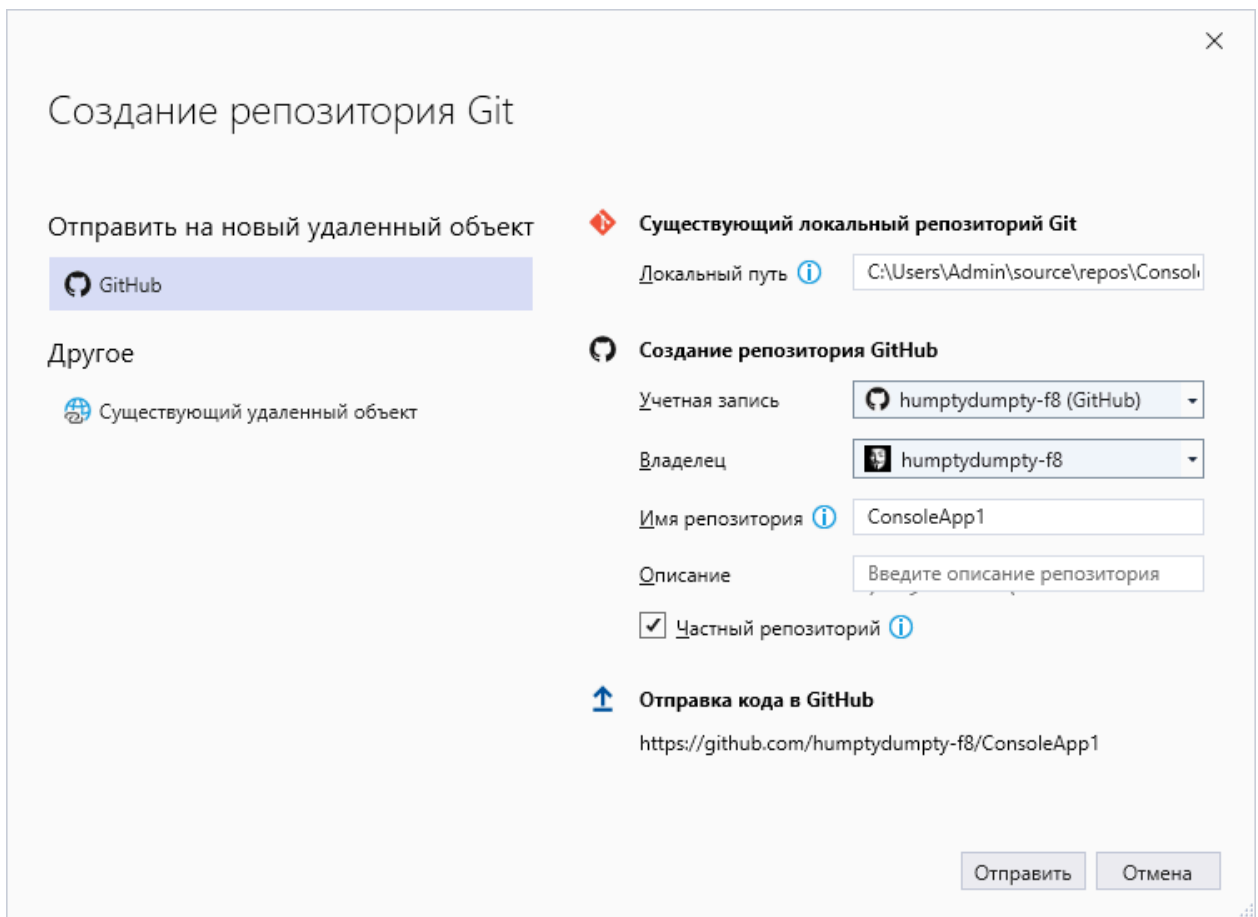 Создание репозитория Git
Отправить на новый удаленный объект
GitHub
Другое
Существующий удаленный объект
Существующий локальный репозиторий Git
Локальный путь C:\Users\Admin\source\repos\Consol
Создание репозитория GitHub
Учетная запись humptydumpty-f8 (GitHub)
Владелец humptydumpty-f8
Имя репозитория ConsoleApp1
Описание Введите описание репозитория
Частный репозиторий
Отправка кода в GitHub
https://github.com/humptydumpty-f8/ConsoleApp1
Отправить Отмена